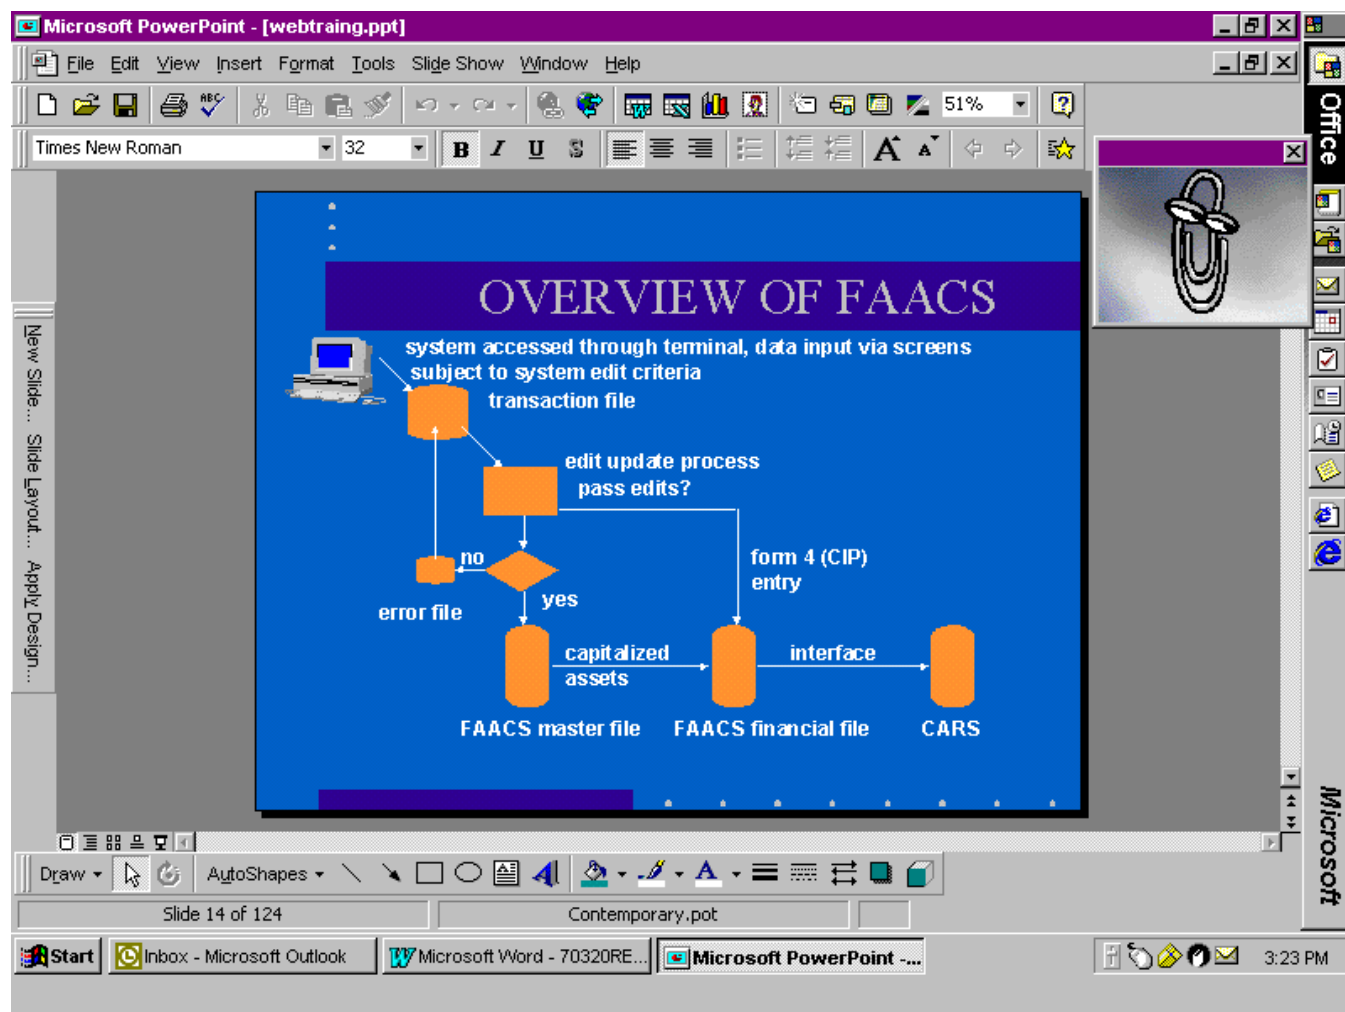 Microsoft PowerPoint - [webtraing.ppt]
File Edit View Insert Format Tools Slide Show Window Help
ABC
51%
Times New Roman 32 B I U S A A
Office
OVERVIEW OF FAACS
system accessed through terminal, data input via screens
subject to system edit criteria
transaction file
edit update process
pass edits?
no
form 4 (CIP)
entry
yes
error file
capitalized
assets
interface
FAACS master file FAACS financial file CARS
New Slide... Slide Layout... Apply Design...
Microsoft
Draw AutoShapes
Slide 14 of 124 Contemporary.pot
Start Inbox - Microsoft Outlook Microsoft Word - 70320RE... Microsoft PowerPoint -... 3:23 PM